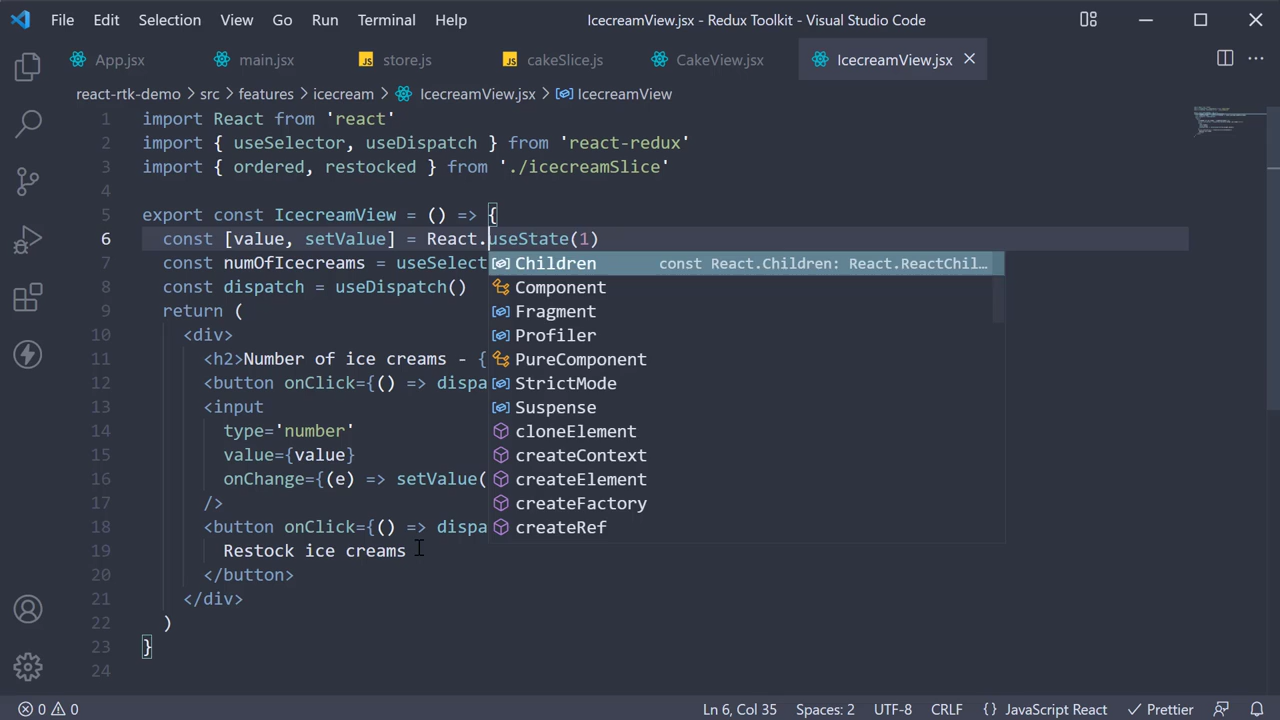 File Edit Selection View Go Run Terminal Help IcecreamView.jsx - Redux Toolkit - Visual Studio Code
App.jsx main.jsx store.js cakeSlice.js CakeView.jsx IcecreamView.jsx
react-rtk-demo > src > features > icecream > IcecreamView.jsx > IcecreamView
1 import React from 'react'
2 import { useSelector, useDispatch } from 'react-redux'
3 import { ordered, restocked } from './icecreamSlice'
4
5 export const IcecreamView = () => {
6 const [value, setValue] = React.useState(1)
7 const numOfIcecreams = useSelect
Children const React.Children: React.ReactChil…
8 const dispatch = useDispatch()
Component
9 return (
Fragment
10 <div>
Profiler
11 <h2>Number of ice creams - {
PureComponent
12 <button onClick={() => dispa
StrictMode
13 <input
Suspense
14 type='number'
cloneElement
15 value={value}
createContext
16 onChange={(e) => setValue(
createElement
17 />
createFactory
18 <button onClick={() => dispa
createRef
19 Restock ice creams
20 </button>
21 </div>
22 )
23 }
24
0 0 Ln 6, Col 35 Spaces: 2 UTF-8 CRLF {} JavaScript React Prettier